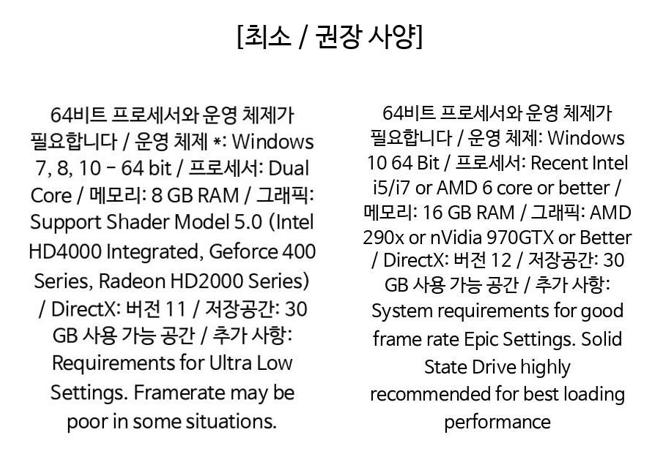 [최소 / 권장 사양]
64비트 프로세서와 운영 체제가
필요합니다 / 운영 체제 *: Windows
7, 8, 10 – 64 bit / 프로세서: Dual
Core / 메모리: 8 GB RAM / 그래픽:
Support Shader Model 5.0 (Intel
HD4000 Integrated, Geforce 400
Series, Radeon HD2000 Series)
/ DirectX: 버전 11 / 저장공간: 30
GB 사용 가능 공간 / 추가 사항:
Requirements for Ultra Low
Settings. Framerate may be
poor in some situations.
64비트 프로세서와 운영 체제가
필요합니다 / 운영 체제: Windows
10 64 Bit / 프로세서: Recent Intel
i5/i7 or AMD 6 core or better /
메모리: 16 GB RAM / 그래픽: AMD
290x or nVidia 970GTX or Better
/ DirectX: 버전 12 / 저장공간: 30
GB 사용 가능 공간 / 추가 사항:
System requirements for good
frame rate Epic Settings. Solid
State Drive highly
recommended for best loading
performance